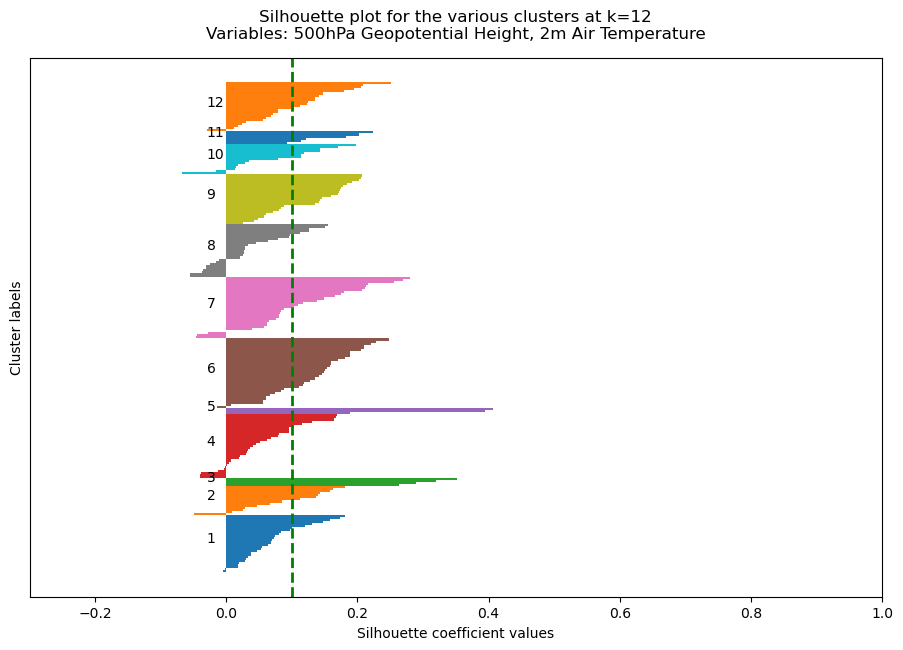 Silhouette plot for the various clusters at k=12
Variables: 500hPa Geopotential Height, 2m Air Temperature
Cluster labels
12
11
10
9
8
7
6
5
4
3
2
1
−0.2 0.0 0.2 0.4 0.6 0.8 1.0
Silhouette coefficient values